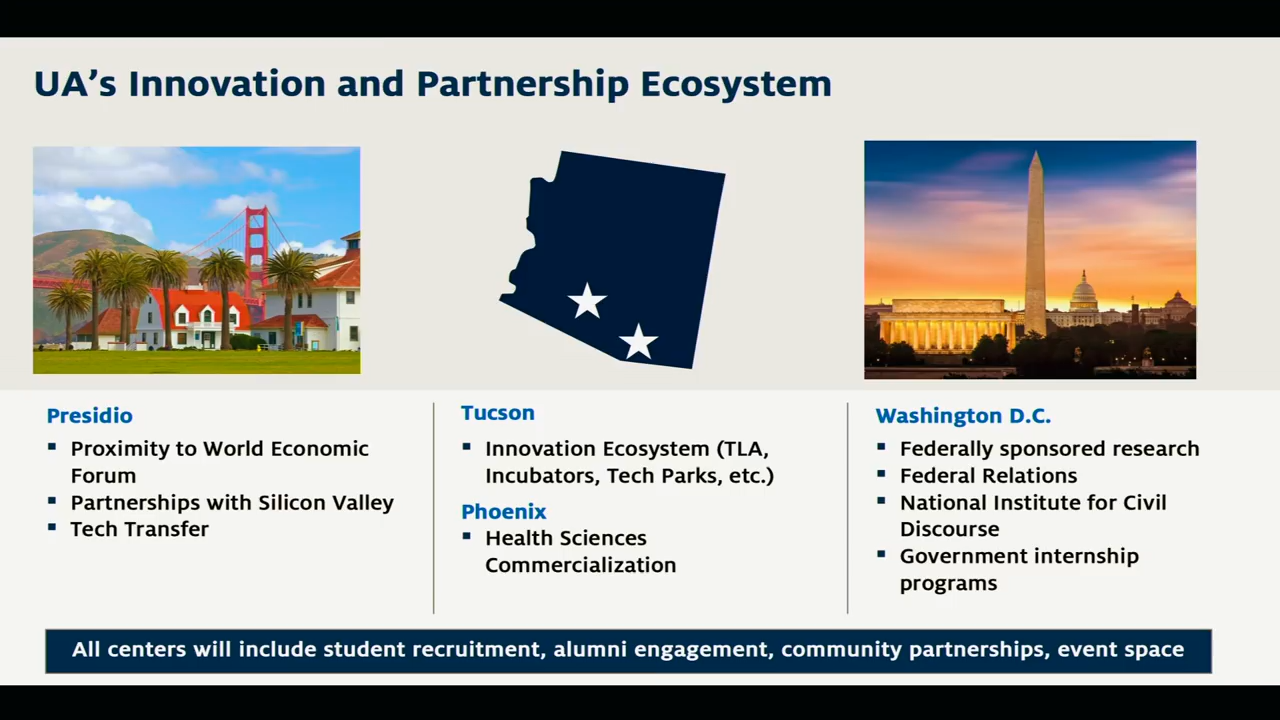 UA’s Innovation and Partnership Ecosystem
Presidio
▪ Proximity to World Economic
Forum
▪ Partnerships with Silicon Valley
▪ Tech Transfer
Tucson
▪ Innovation Ecosystem (TLA,
Incubators, Tech Parks, etc.)
Phoenix
▪ Health Sciences
Commercialization
Washington D.C.
▪ Federally sponsored research
▪ Federal Relations
▪ National Institute for Civil
Discourse
▪ Government internship
programs
All centers will include student recruitment, alumni engagement, community partnerships, event space